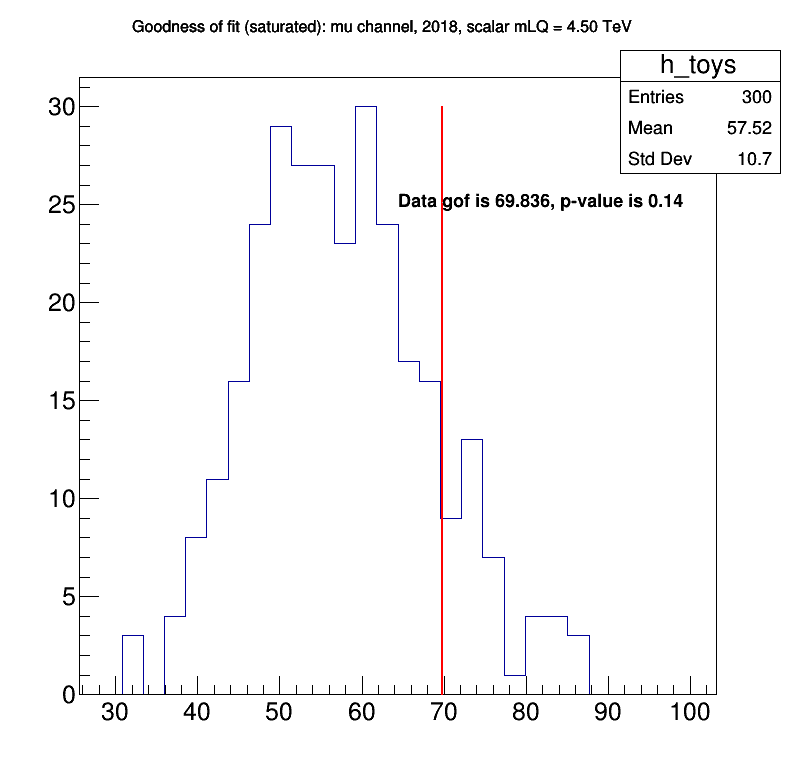 Goodness of fit (saturated): mu channel, 2018, scalar mLQ = 4.50 TeV
h_toys
Entries 300
Mean 57.52
Std Dev 10.7
Data gof is 69.836, p-value is 0.14
30
25
20
15
10
5
0
30 40 50 60 70 80 90 100